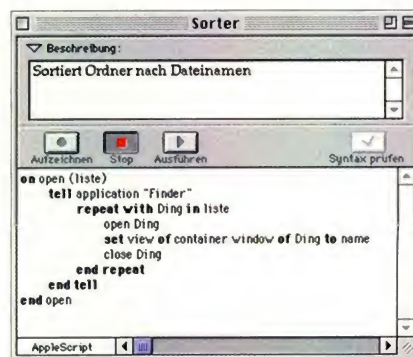 Sorter
Beschreibung:
Sortiert Ordner nach Dateinamen
Aufzeichnen Stop Ausführen Syntax prüfen
on open (liste)
tell application "Finder"
repeat with Ding in liste
open Ding
set view of container window of Ding to name
close Ding
end repeat
end tell
end open
AppleScript